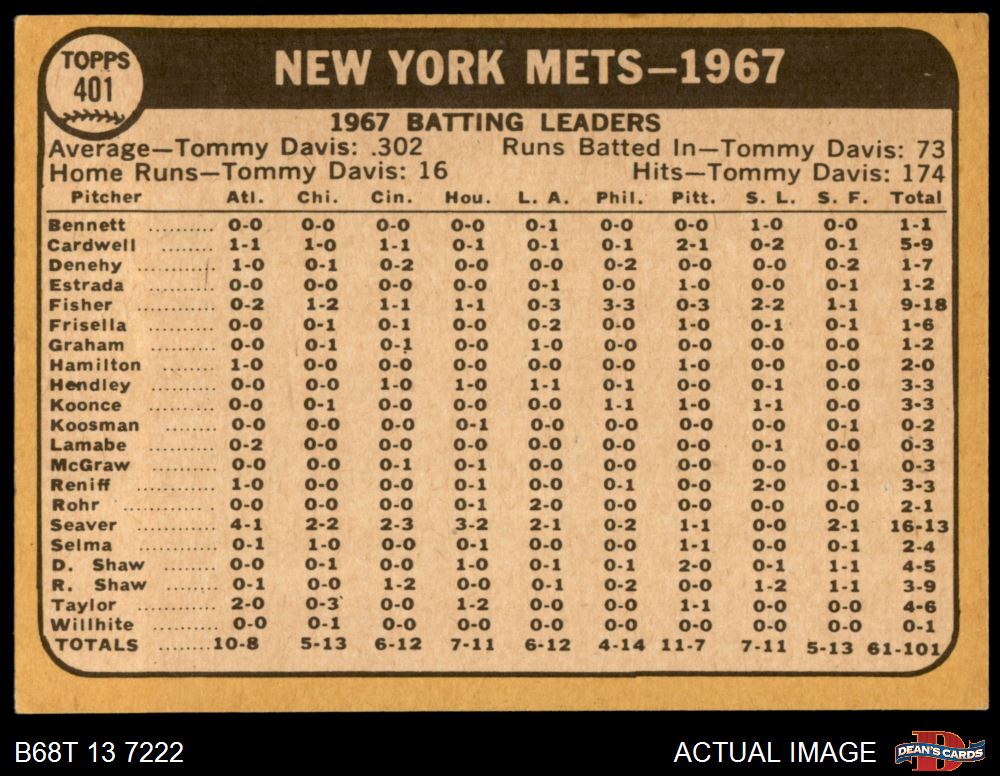 TOPPS
401
NEW YORK METS—1967
1967 BATTING LEADERS
Average—Tommy Davis: .302 Runs Batted In—Tommy Davis: 73
Home Runs—Tommy Davis: 16 Hits—Tommy Davis: 174
Pitcher Atl. Chi. Cin. Hou. L. A. Phil. Pitt. S. L. S. F. Total
Bennett .......... 0-0 0-0 0-0 0-0 0-1 0-0 0-0 1-0 0-0 1-1
Cardwell ........ 1-1 1-0 1-1 0-1 0-1 0-1 2-1 0-2 0-1 5-9
Denehy ............ 1-0 0-1 0-2 0-0 0-0 0-2 0-0 0-0 0-2 1-7
Estrada .......... 0-0 0-0 0-0 0-0 0-1 0-0 1-0 0-0 0-1 1-2
Fisher ............ 0-2 1-2 1-1 1-1 0-3 3-3 0-3 2-2 1-1 9-18
Frisella .......... 0-0 0-1 0-1 0-0 0-2 0-0 1-0 0-1 0-1 1-6
Graham .......... 0-0 0-1 0-1 0-0 1-0 0-0 0-0 0-0 0-0 1-2
Hamilton ........ 1-0 0-0 0-0 0-0 0-0 0-0 1-0 0-0 0-0 2-0
Hendley .......... 0-0 0-0 1-0 1-0 1-1 0-1 0-0 0-1 0-0 3-3
Koonce .......... 0-0 0-1 0-0 0-0 0-0 1-1 1-0 1-1 0-0 3-3
Koosman ........ 0-0 0-0 0-0 0-1 0-0 0-0 0-0 0-0 0-1 0-2
Lamabe .......... 0-2 0-0 0-0 0-0 0-0 0-0 0-0 0-1 0-0 0-3
McGraw .......... 0-0 0-0 0-1 0-1 0-0 0-0 0-0 0-0 0-1 0-3
Reniff ............ 1-0 0-0 0-0 0-1 0-0 0-1 0-0 2-0 0-1 3-3
Rohr .............. 0-0 0-0 0-0 0-1 2-0 0-0 0-0 0-0 0-0 2-1
Seaver ............ 4-1 2-2 2-3 3-2 2-1 0-2 1-1 0-0 2-1 16-13
Selma ............ 0-1 1-0 0-0 0-1 0-0 0-0 1-1 0-0 0-1 2-4
D. Shaw ........ 0-0 0-1 0-0 1-0 0-1 0-1 2-0 0-1 1-1 4-5
R. Shaw ........ 0-1 0-0 1-2 0-0 0-1 0-2 0-0 1-2 1-1 3-9
Taylor ............ 2-0 0-3 0-0 1-2 0-0 0-0 1-1 0-0 0-0 4-6
Willhite .......... 0-0 0-1 0-0 0-0 0-0 0-0 0-0 0-0 0-0 0-1
TOTALS ........ 10-8 5-13 6-12 7-11 6-12 4-14 11-7 7-11 5-13 61-101
B68T 13 7222 ACTUAL IMAGE
D
DEAN'S CARDS